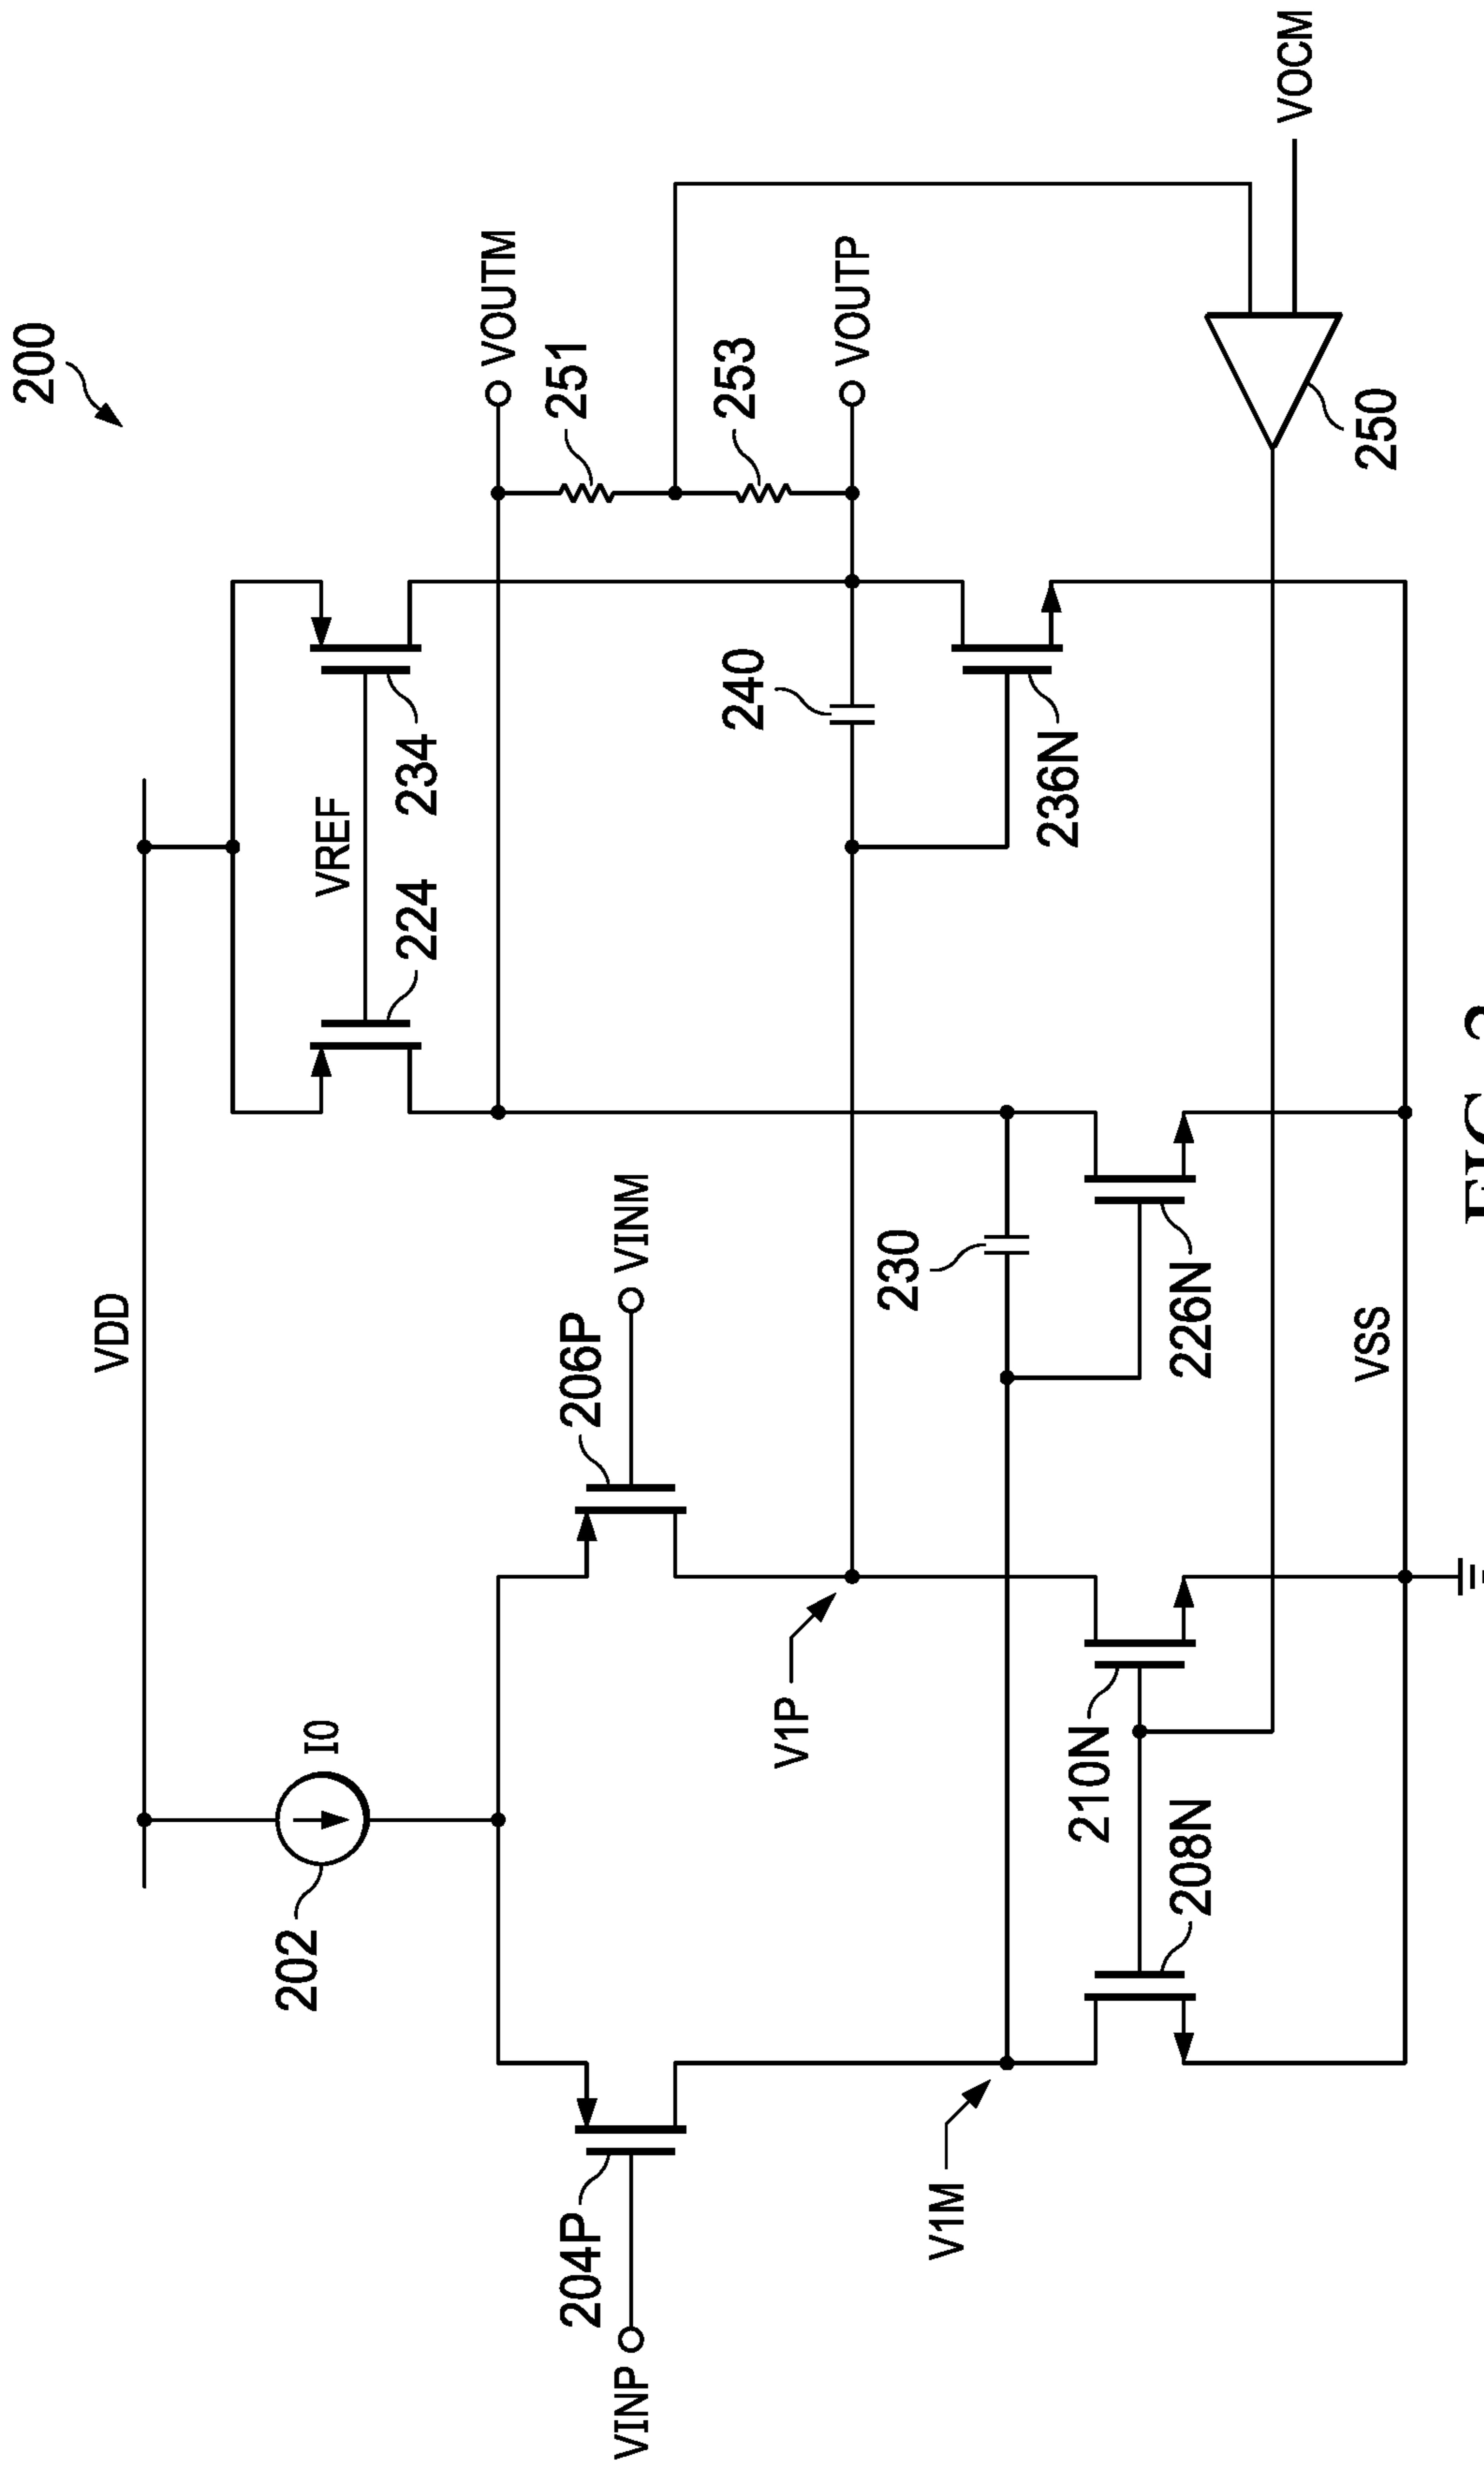 200
VDD
202
I0
VREF
224
234
VOUTM
251
253
VOUTP
VINP
204P
206P
VINM
V1P
V1M
240
230
236N
226N
210N
208N
VSS
250
VOCM